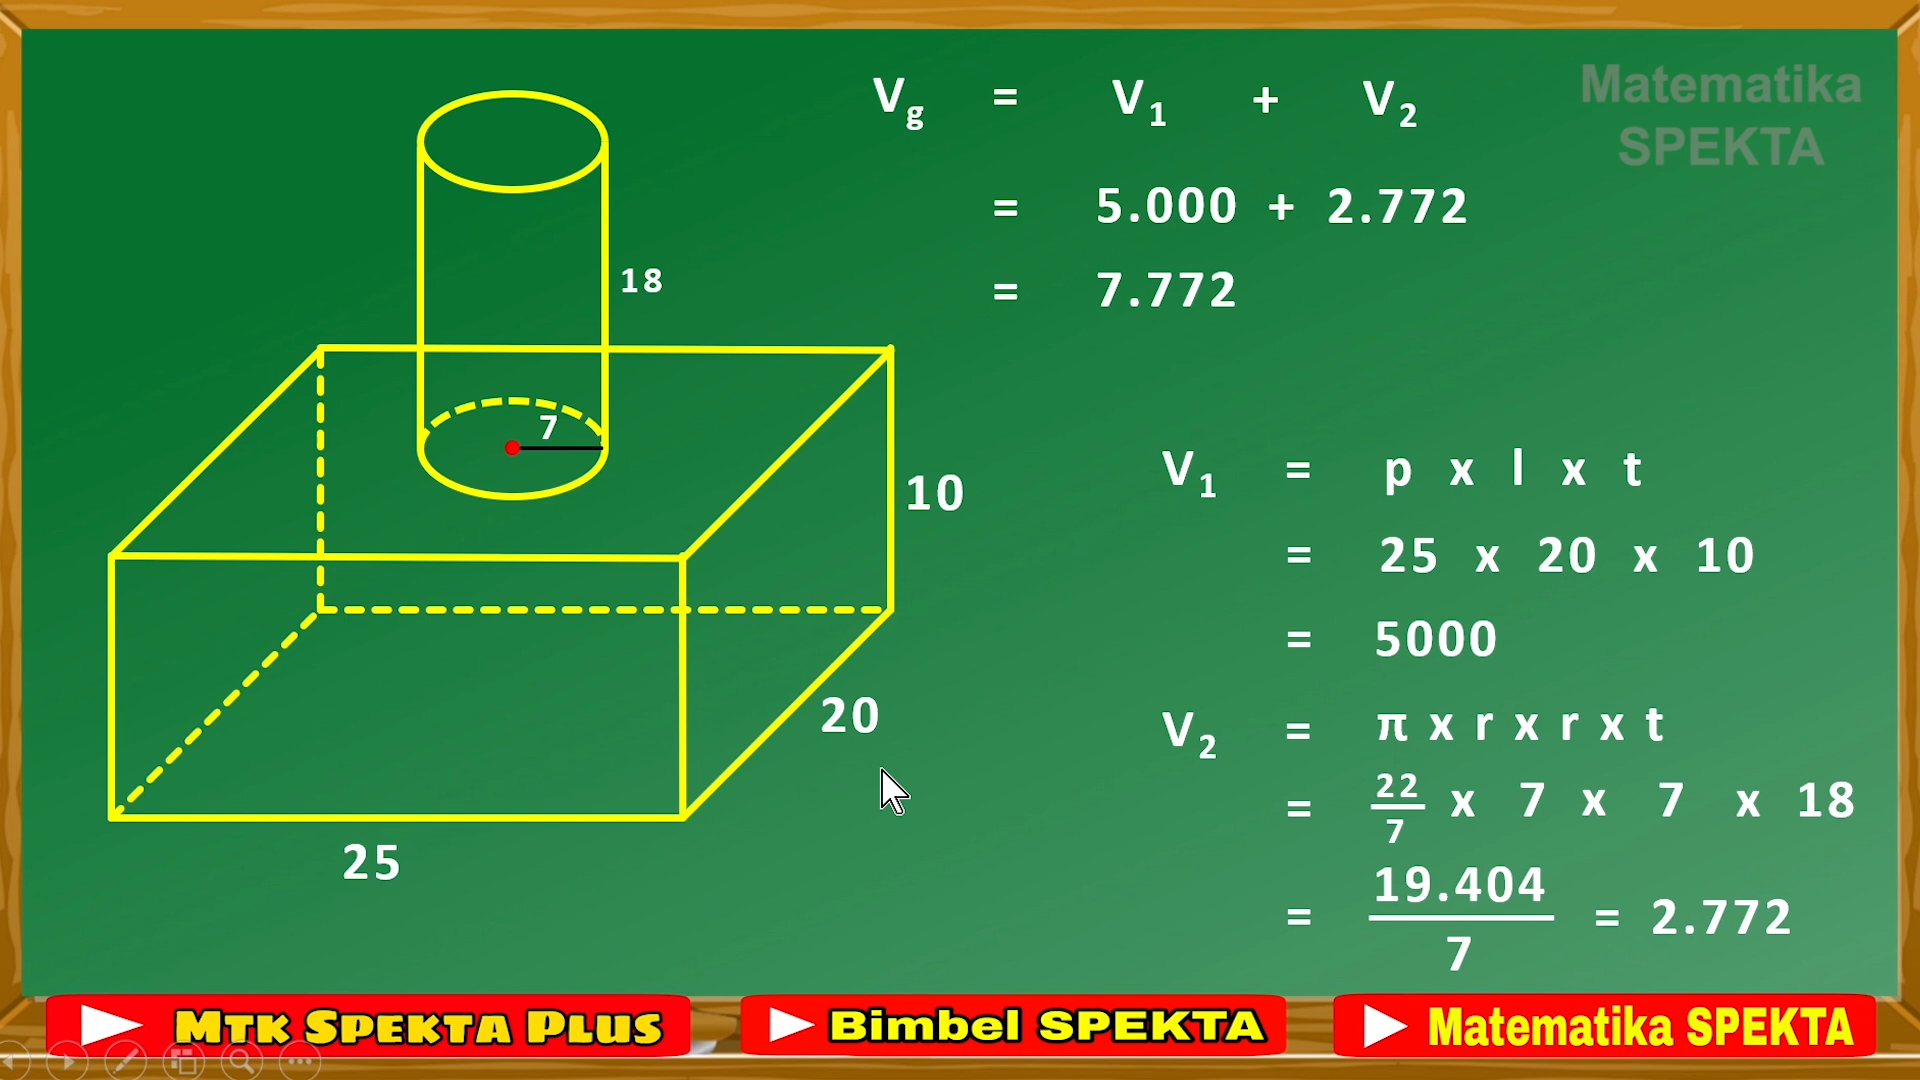 Matematika
SPEKTA
Vg = V1 + V2
= 5.000 + 2.772
= 7.772
18
7
10
20
25
V1 = p x l x t
= 25 x 20 x 10
= 5000
V2 = π x r x r x t
= 22/7 x 7 x 7 x 18
= 19.404/7 = 2.772
MTK SPEKTA PLUS
Bimbel SPEKTA
Matematika SPEKTA